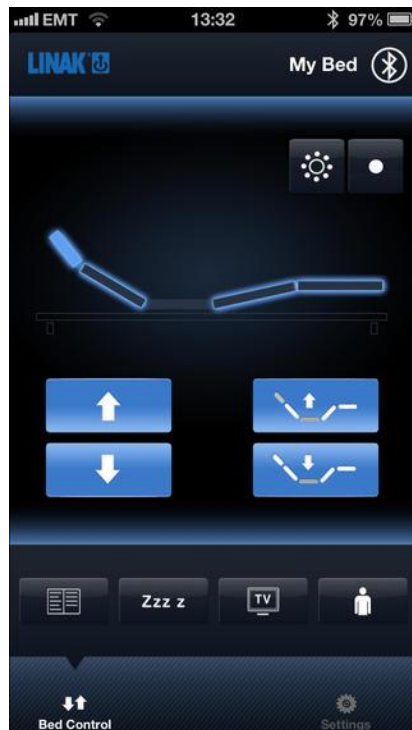 EMT 13:32 97%
LINAK My Bed
Zzz z TV
Bed Control Settings